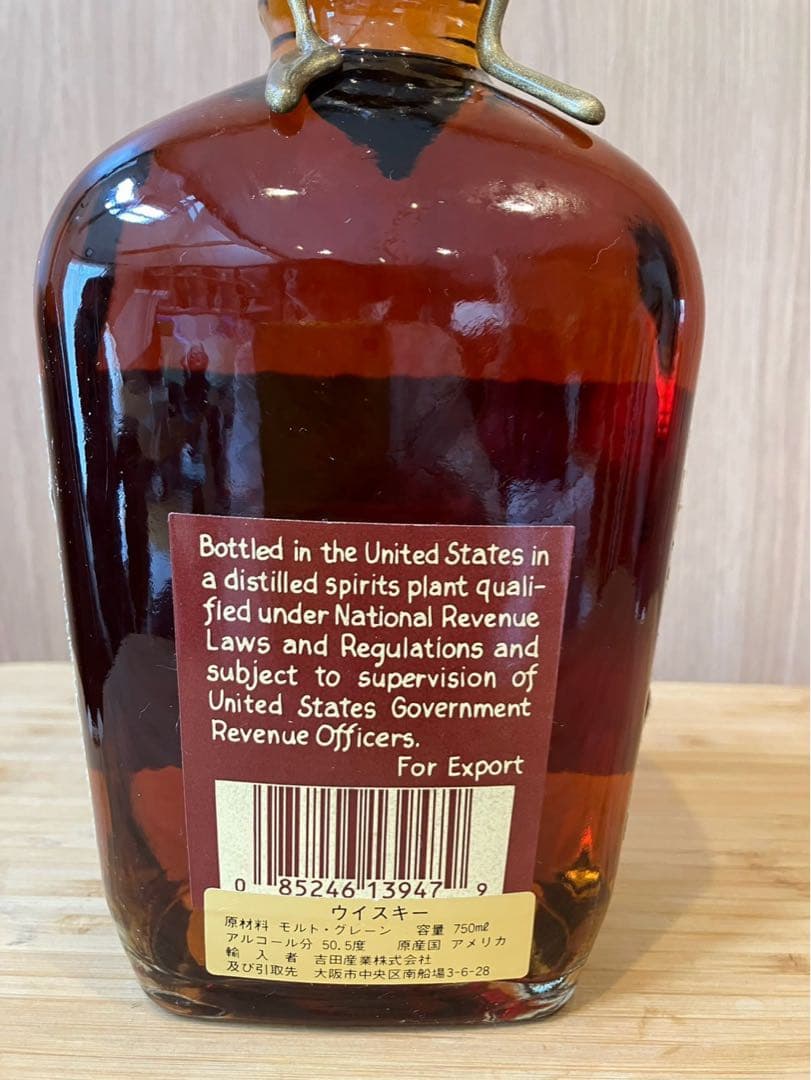 Bottled in the United States in
a distilled spirits plant quali-
fied under National Revenue
Laws and Regulations and
subject to supervision of
United States Government
Revenue Officers.
For Export
0 85246 13947 9
ウイスキー
原材料 モルト・グレーン 容量 750mℓ
アルコール分 50.5度 原産国 アメリカ
輸入者 吉田産業株式会社
及び引取先 大阪市中央区南船場3-6-28